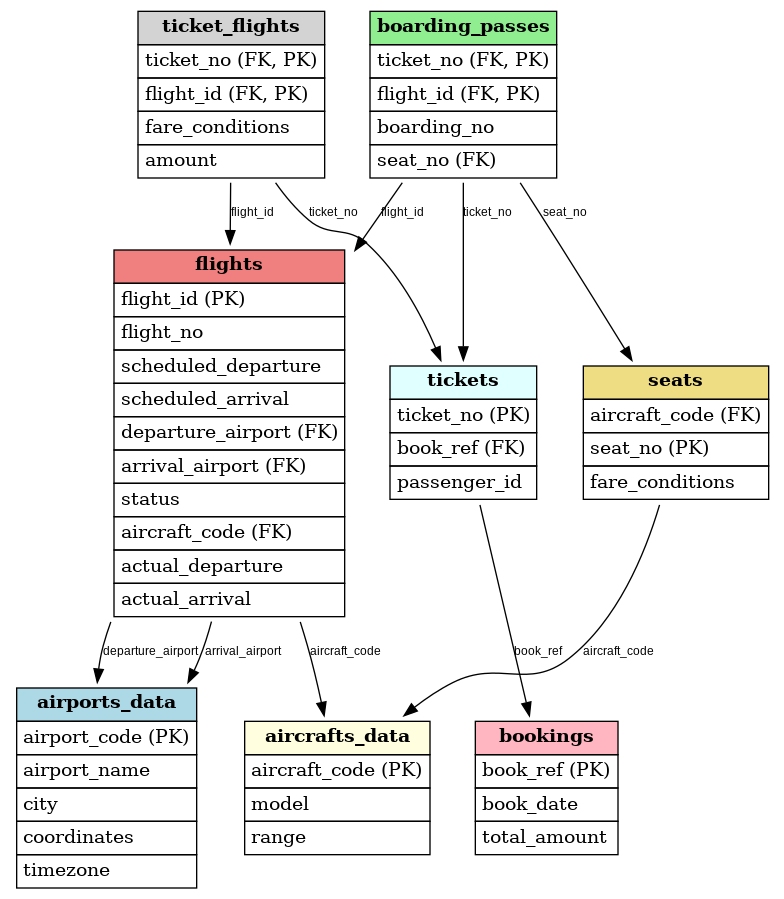 ticket_flights
ticket_no (FK, PK)
flight_id (FK, PK)
fare_conditions
amount
boarding_passes
ticket_no (FK, PK)
flight_id (FK, PK)
boarding_no
seat_no (FK)
flight_id
ticket_no
flight_id
ticket_no
seat_no
flights
flight_id (PK)
flight_no
scheduled_departure
scheduled_arrival
departure_airport (FK)
arrival_airport (FK)
status
aircraft_code (FK)
actual_departure
actual_arrival
tickets
ticket_no (PK)
book_ref (FK)
passenger_id
seats
aircraft_code (FK)
seat_no (PK)
fare_conditions
departure_airport
arrival_airport
aircraft_code
book_ref
aircraft_code
airports_data
airport_code (PK)
airport_name
city
coordinates
timezone
aircrafts_data
aircraft_code (PK)
model
range
bookings
book_ref (PK)
book_date
total_amount